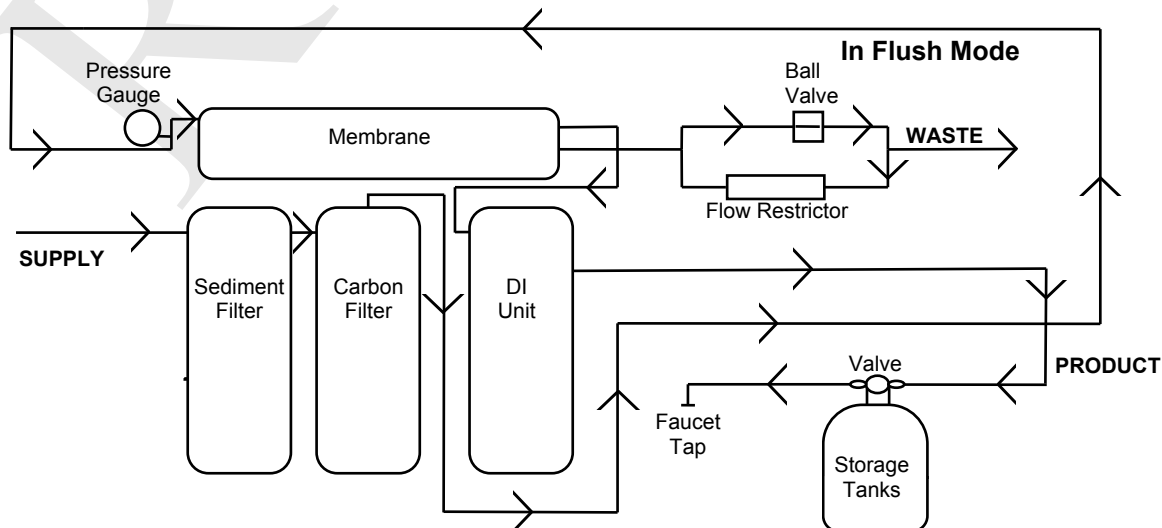 In Flush Mode
Pressure
Gauge
Ball
Valve
Membrane
WASTE
Flow Restrictor
SUPPLY
Sediment
Filter
Carbon
Filter
DI
Unit
Valve
PRODUCT
Faucet
Tap
Storage
Tanks